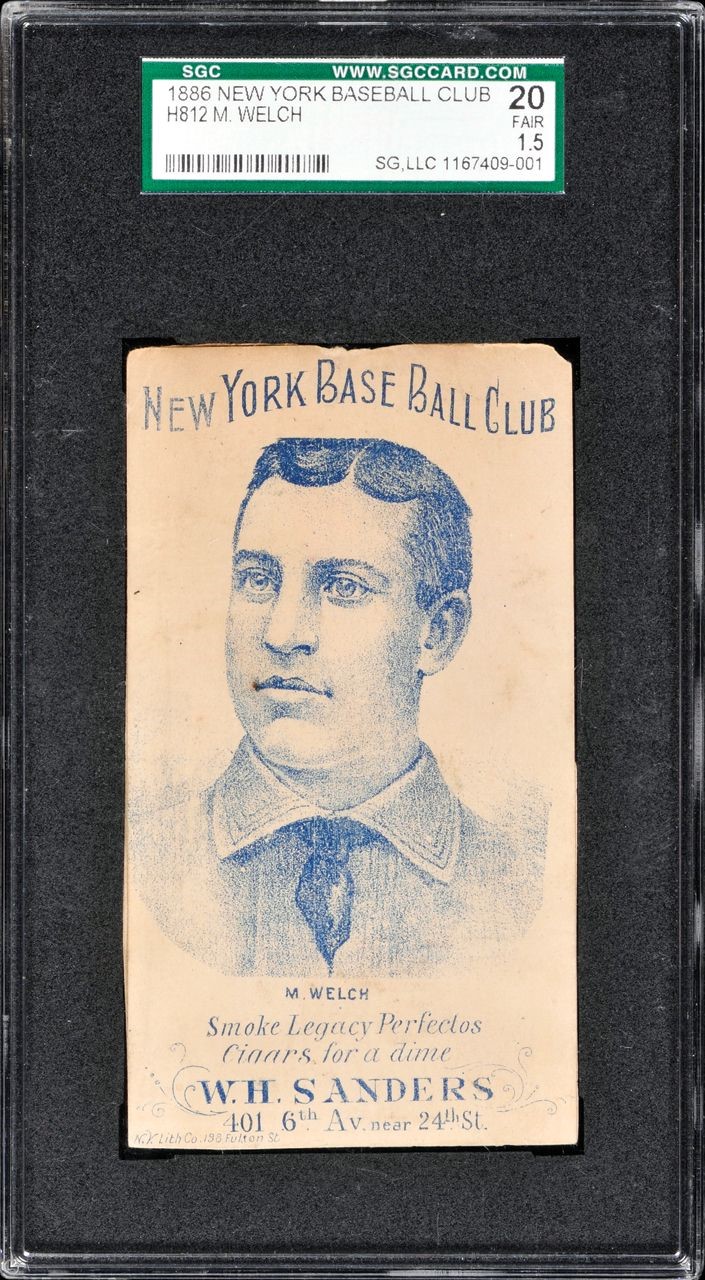 SGC WWW.SGCCARD.COM
1886 NEW YORK BASEBALL CLUB 20
H812 M. WELCH FAIR
1.5
SG,LLC 1167409-001
NEW YORK BASE BALL CLUB
M. WELCH
Smoke Legacy Perfectos
Cigars for a dime
W.H. SANDERS
401 6th Av. near 24th St.
N.Y. Lith Co. 198 Fulton St.